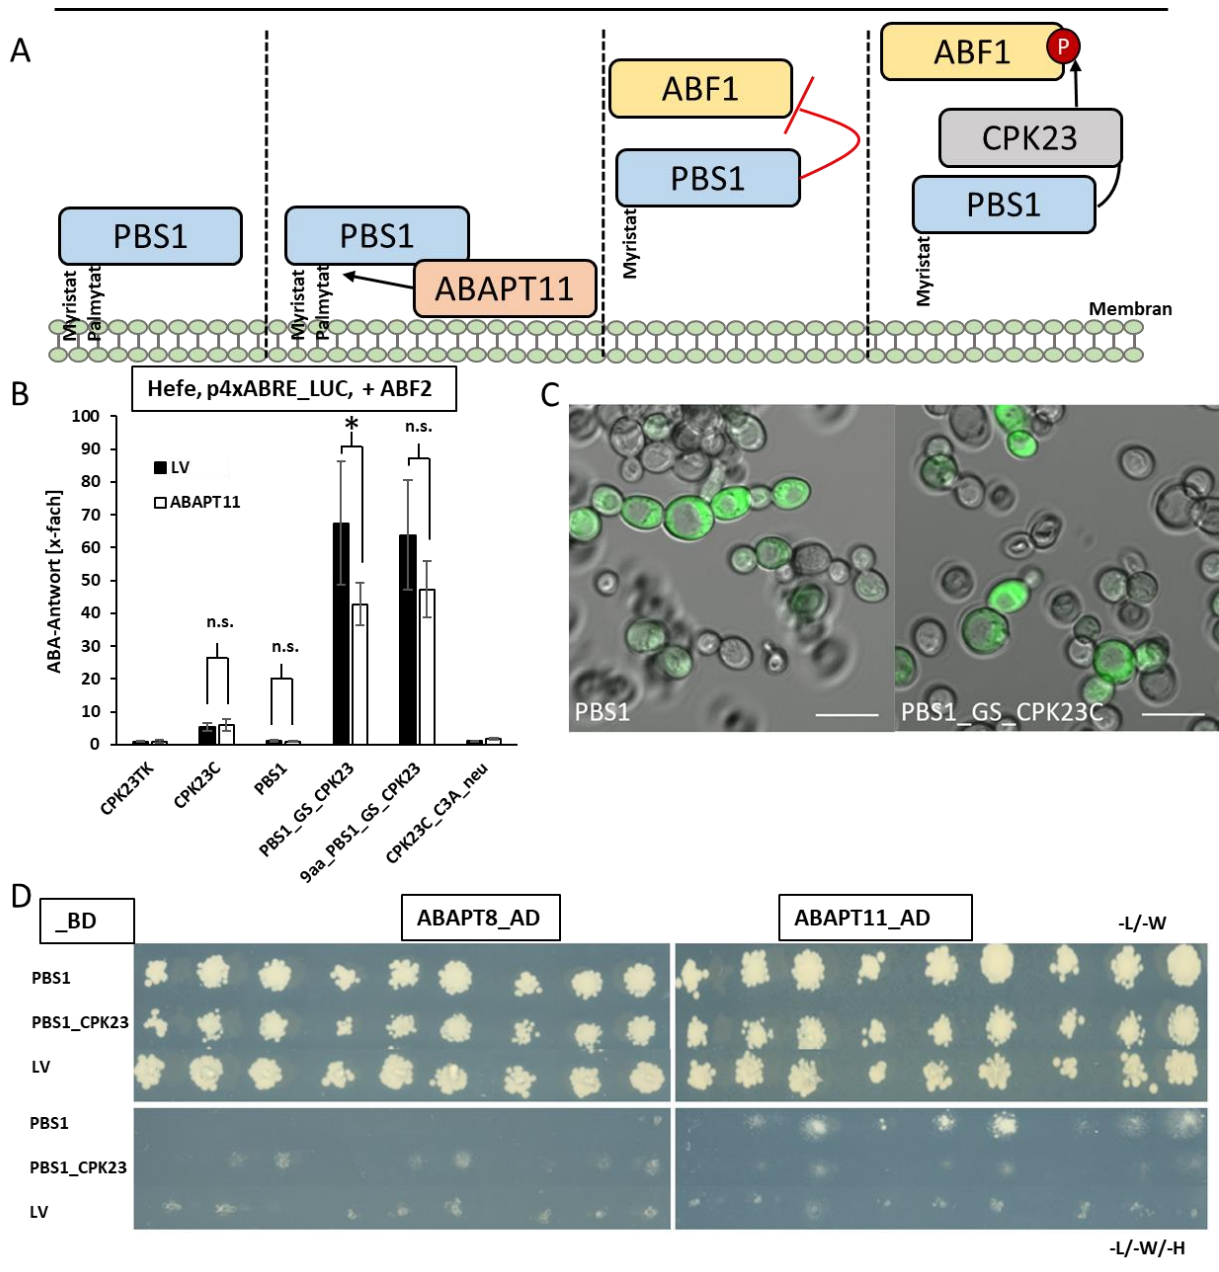 A
PBS1
Myristat
Palmytat
PBS1
Myristat
Palmytat
ABAPT11
ABF1
PBS1
Myristat
ABF1
P
CPK23
PBS1
Myristat
Membran
B
Hefe, p4xABRE_LUC, + ABF2
ABA-Antwort [x-fach]
100
90
80
70
60
50
40
30
20
10
0
LV
ABAPT11
n.s.
n.s.
*
n.s.
CPK23TK
CPK23C
PBS1
PBS1_GS_CPK23
9aa_PBS1_GS_CPK23
CPK23C_C3A_neu
C
PBS1
PBS1_GS_CPK23C
D
_BD
ABAPT8_AD
ABAPT11_AD
-L/-W
PBS1
PBS1_CPK23
LV
PBS1
PBS1_CPK23
LV
-L/-W/-H